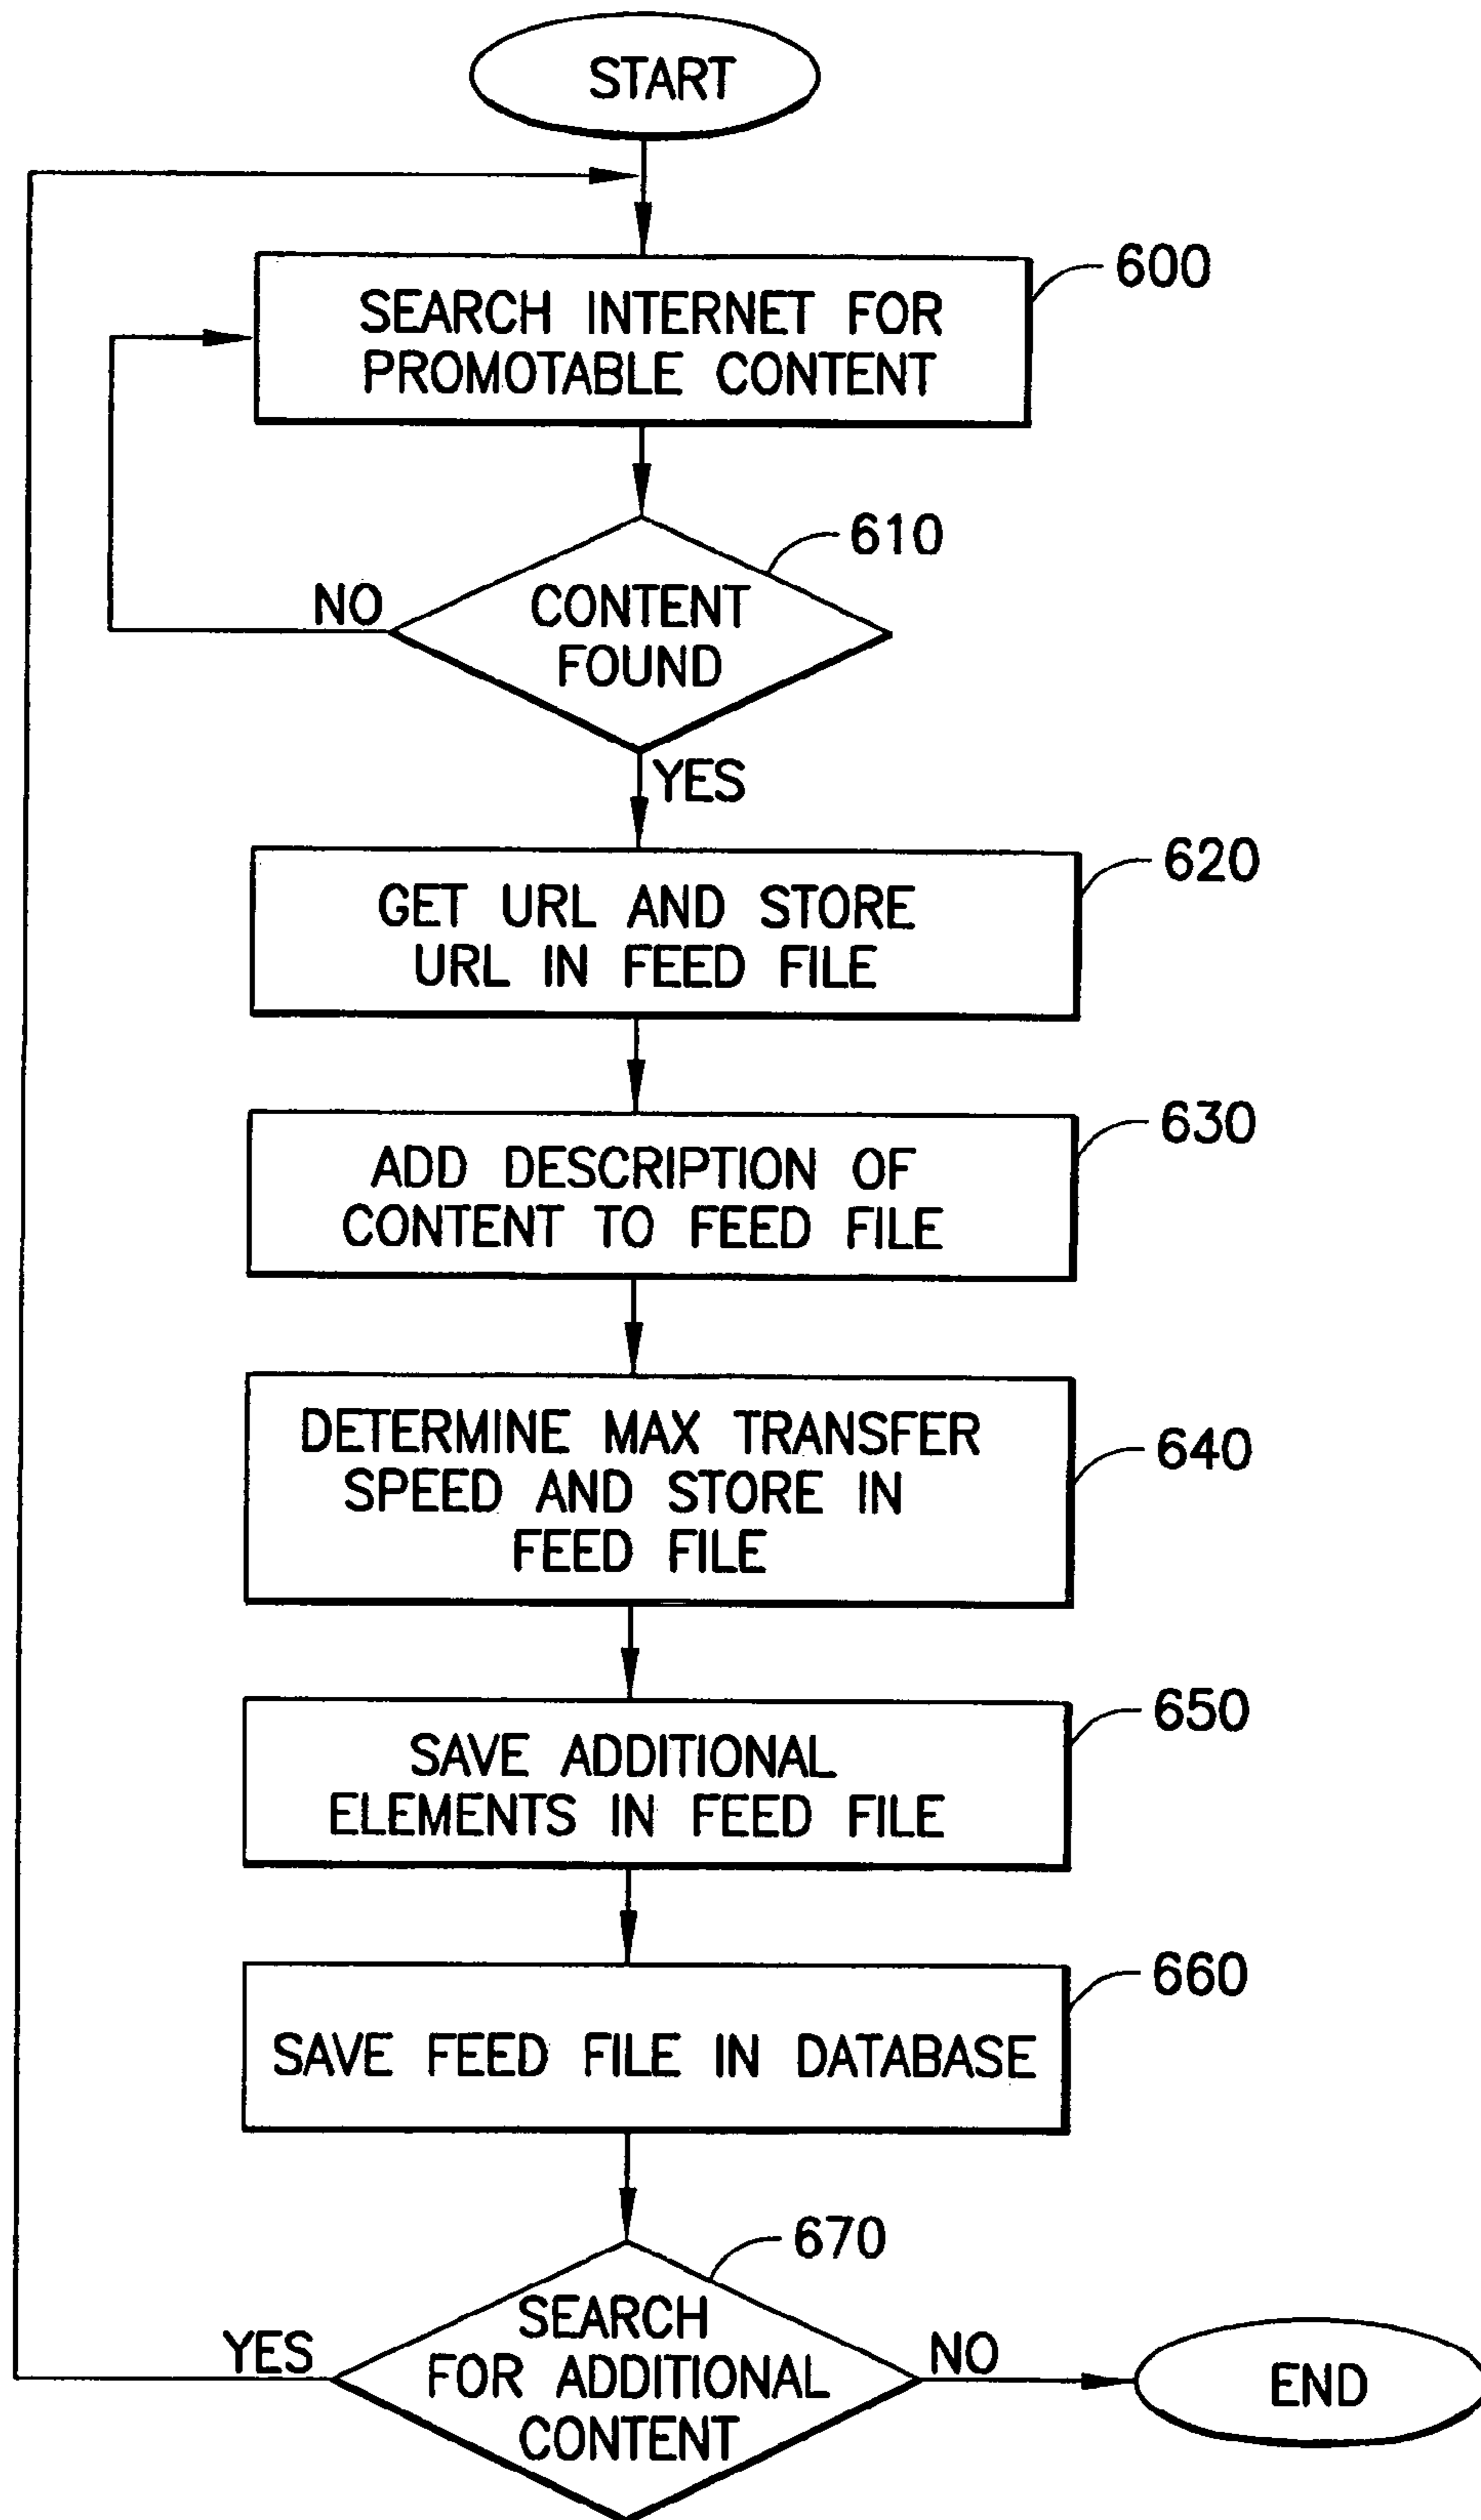 START
600
SEARCH INTERNET FOR
PROMOTABLE CONTENT
610
NO
CONTENT
FOUND
YES
620
GET URL AND STORE
URL IN FEED FILE
630
ADD DESCRIPTION OF
CONTENT TO FEED FILE
640
DETERMINE MAX TRANSFER
SPEED AND STORE IN
FEED FILE
650
SAVE ADDITIONAL
ELEMENTS IN FEED FILE
660
SAVE FEED FILE IN DATABASE
670
YES
SEARCH
FOR ADDITIONAL
CONTENT
NO
END